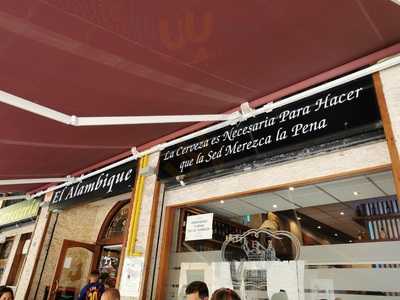 El Alambique
La Cerveza es Necesaria Para Hacer
que la Sed Merezca la Pena